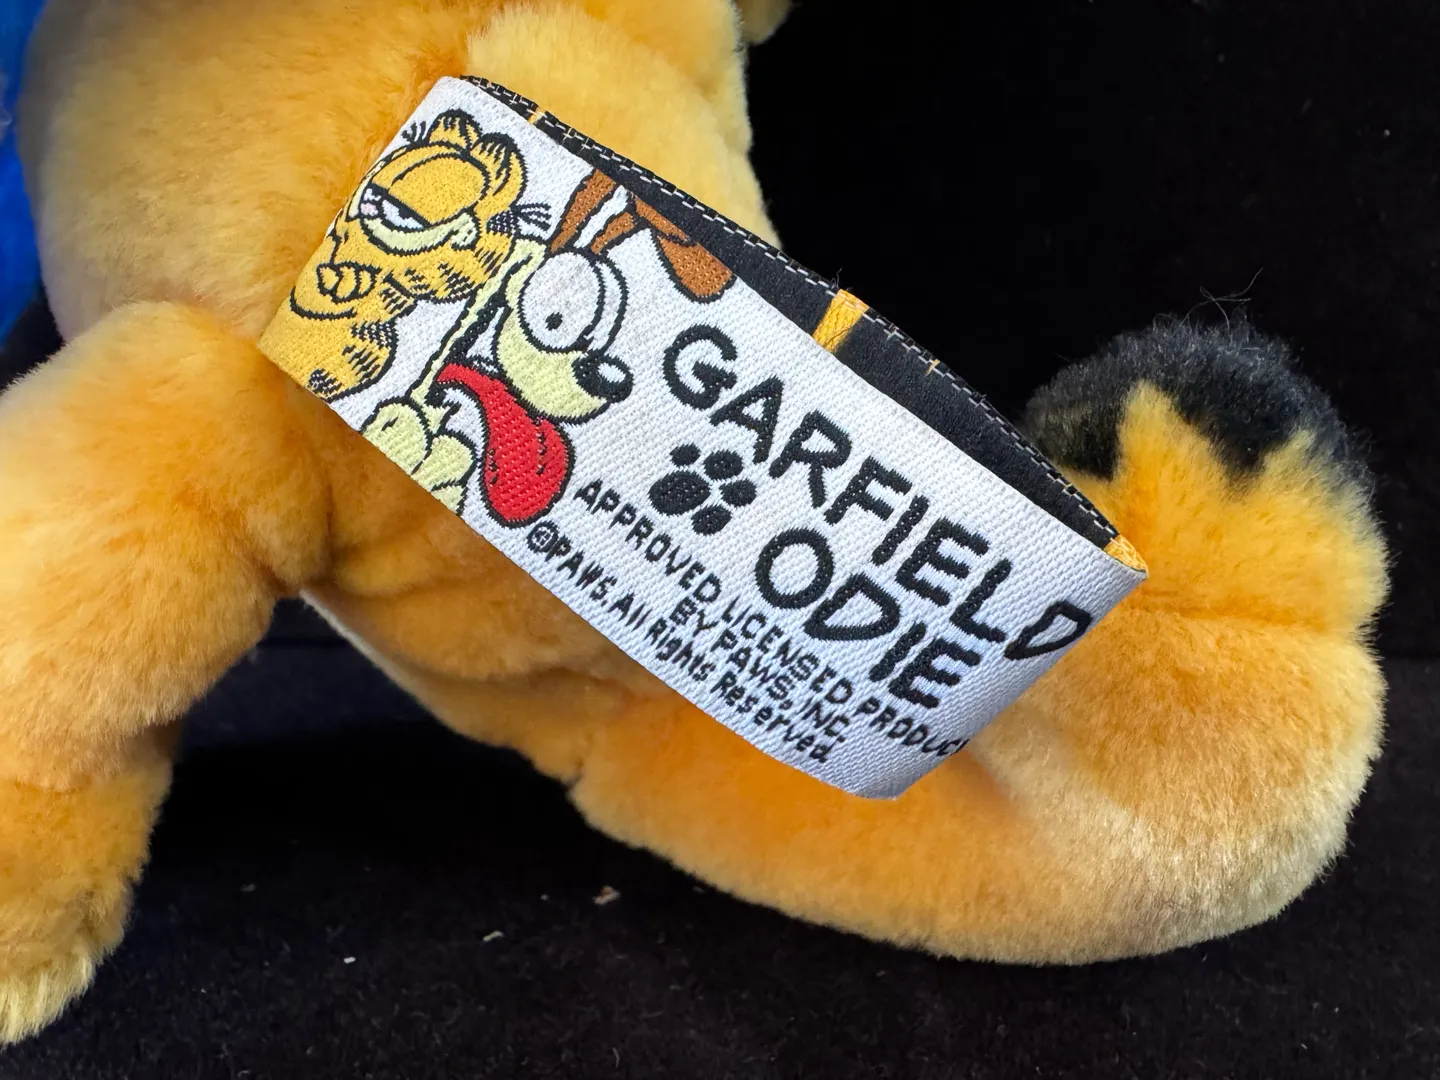 GARFIELD
ODIE
APPROVED LICENSED PRODUC
BY PAWS, INC.
©PAWS. All Rights Reserved